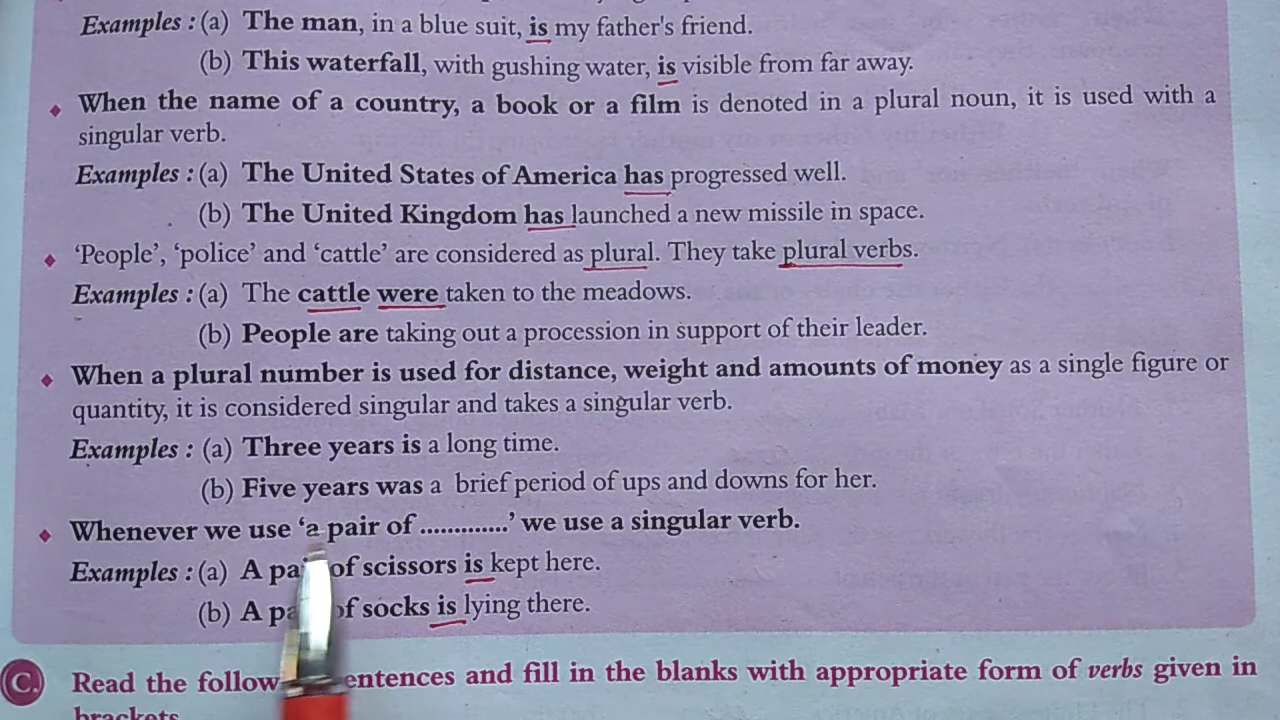 Examples : (a) The man, in a blue suit, is my father's friend.
(b) This waterfall, with gushing water, is visible from far away.
♦ When the name of a country, a book or a film is denoted in a plural noun, it is used with a
singular verb.
Examples : (a) The United States of America has progressed well.
(b) The United Kingdom has launched a new missile in space.
♦ 'People', 'police' and 'cattle' are considered as plural. They take plural verbs.
Examples : (a) The cattle were taken to the meadows.
(b) People are taking out a procession in support of their leader.
♦ When a plural number is used for distance, weight and amounts of money as a single figure or
quantity, it is considered singular and takes a singular verb.
Examples : (a) Three years is a long time.
(b) Five years was a brief period of ups and downs for her.
♦ Whenever we use 'a pair of .............' we use a singular verb.
Examples : (a) A pai of scissors is kept here.
(b) A pa of socks is lying there.
C. Read the follow entences and fill in the blanks with appropriate form of verbs given in
brackets